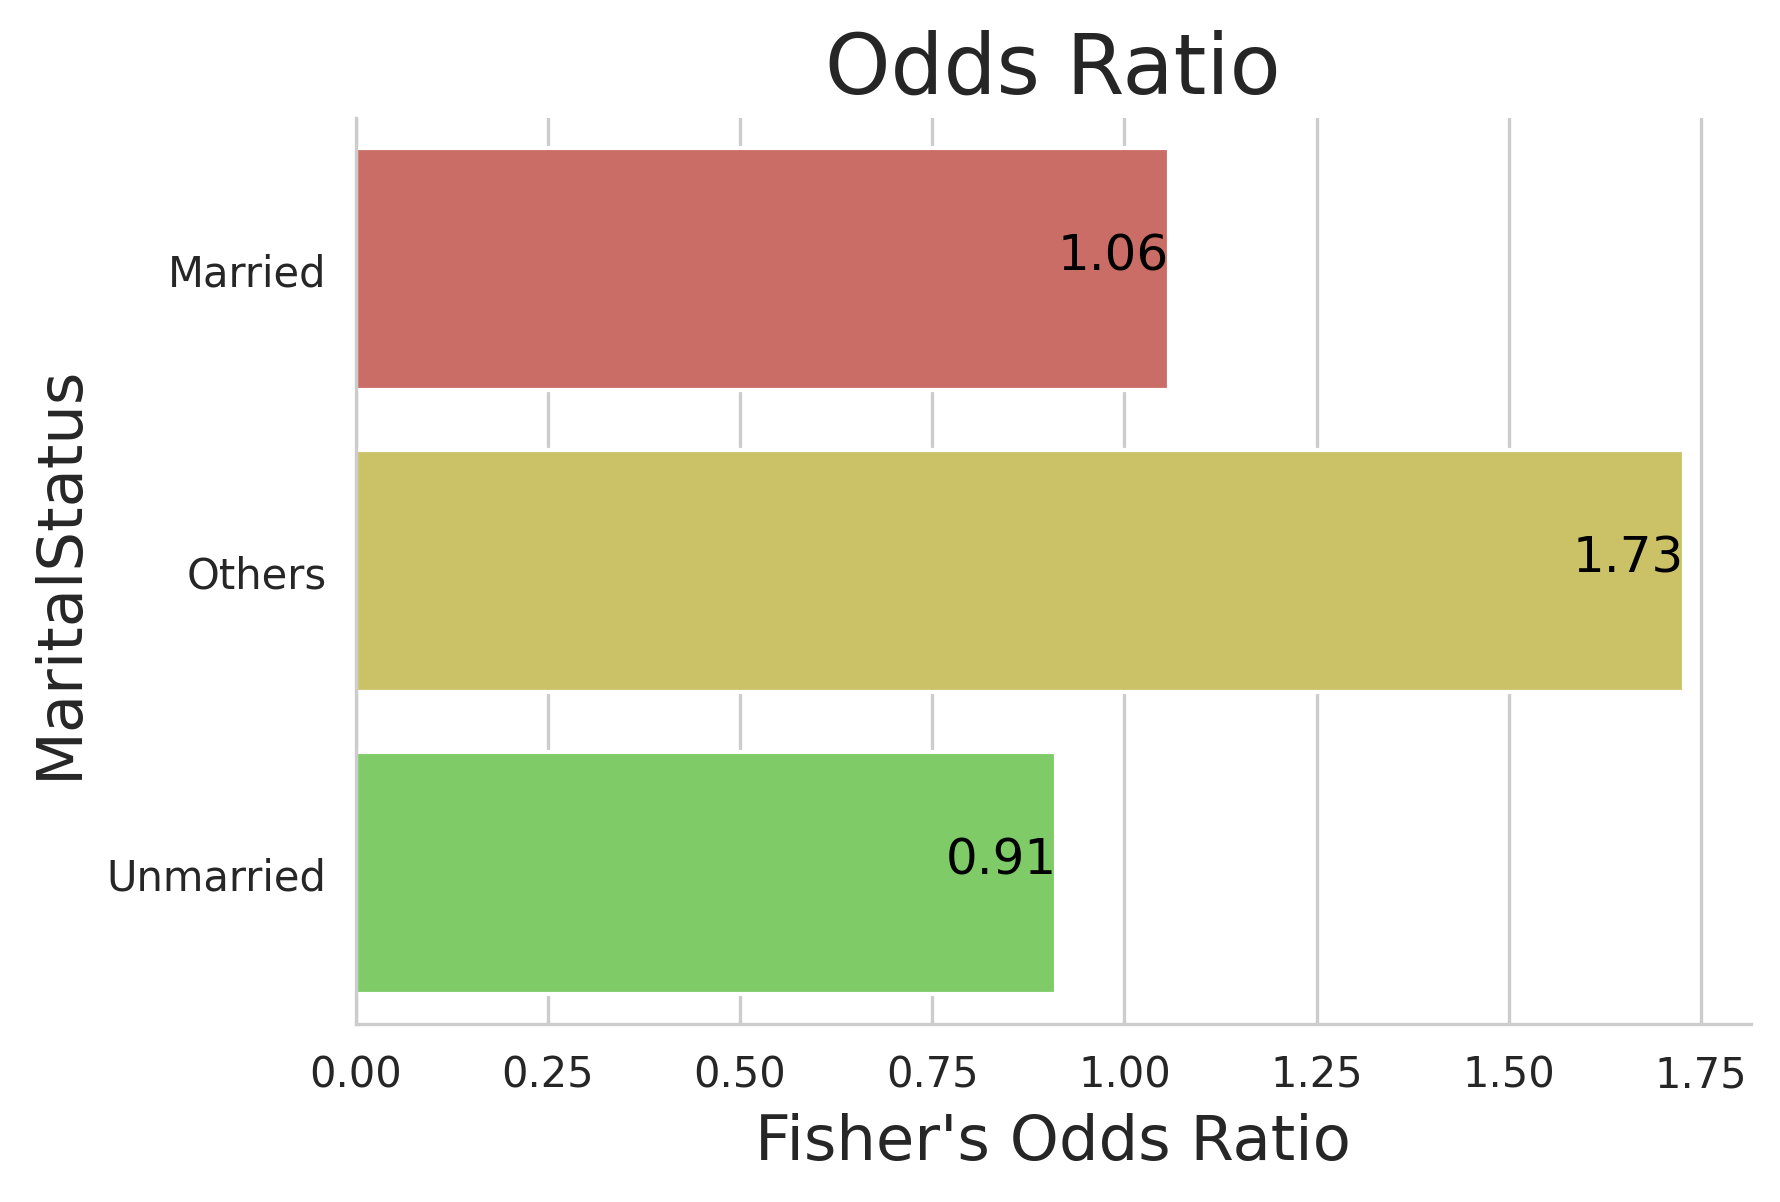 Odds Ratio
MaritalStatus
Married
1.06
Others
1.73
Unmarried
0.91
0.00 0.25 0.50 0.75 1.00 1.25 1.50 1.75
Fisher's Odds Ratio